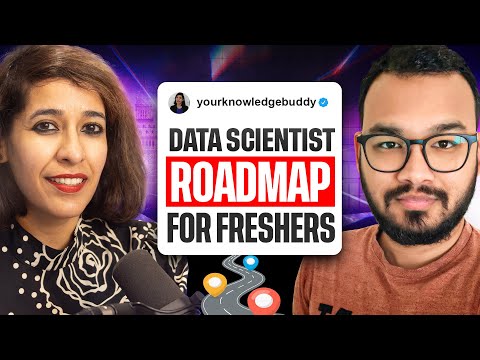 yourknowledgebuddy
DATA SCIENTIST
ROADMAP
FOR FRESHERS